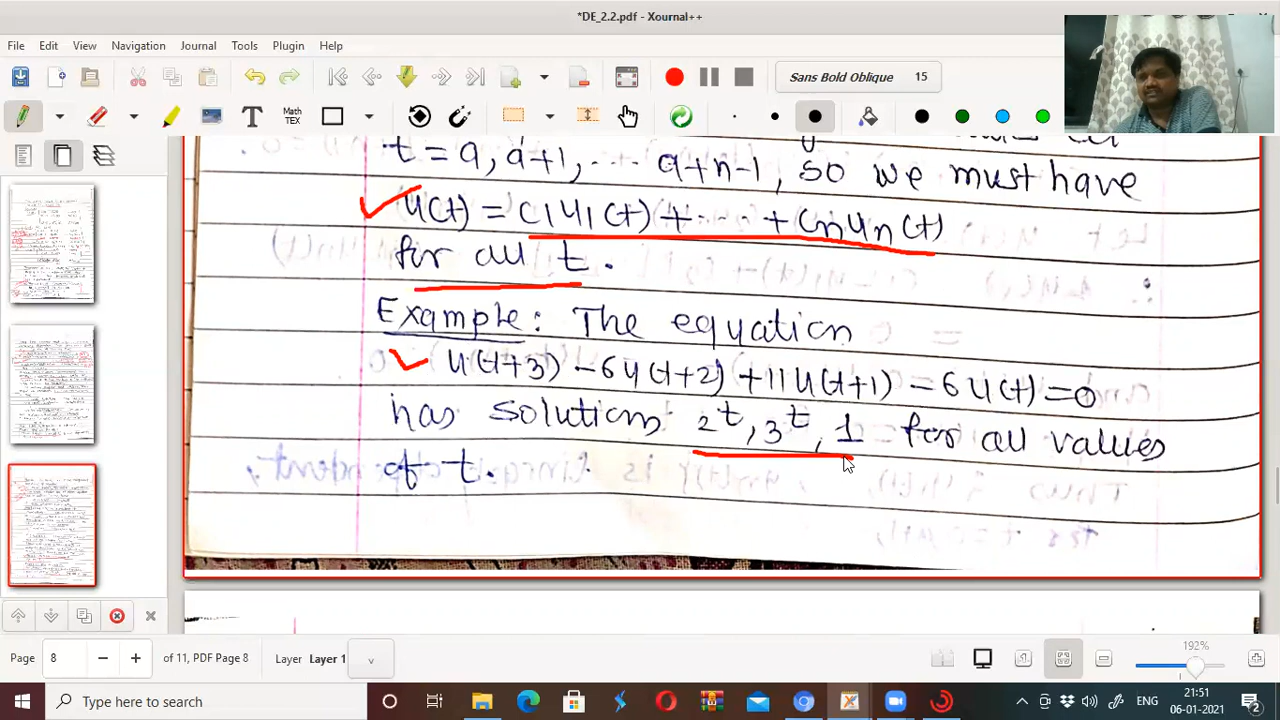 *DE_2.2.pdf - Xournal++
File Edit View Navigation Journal Tools Plugin Help
Sans Bold Oblique 15
T Math TEX
t = a, a+1, ... a+n-1, so we must have
u(t) = c1u1(t) + ... + cnun(t)
for all t.
Example: The equation
u(t+3) - 6u(t+2) + 11u(t+1) - 6u(t) = 0
has solutions 2^t, 3^t, 1 for all values
of t.
192%
Page 8 of 11, PDF Page 8 Layer Layer 1
Type here to search
ENG
21:51
06-01-2021
2